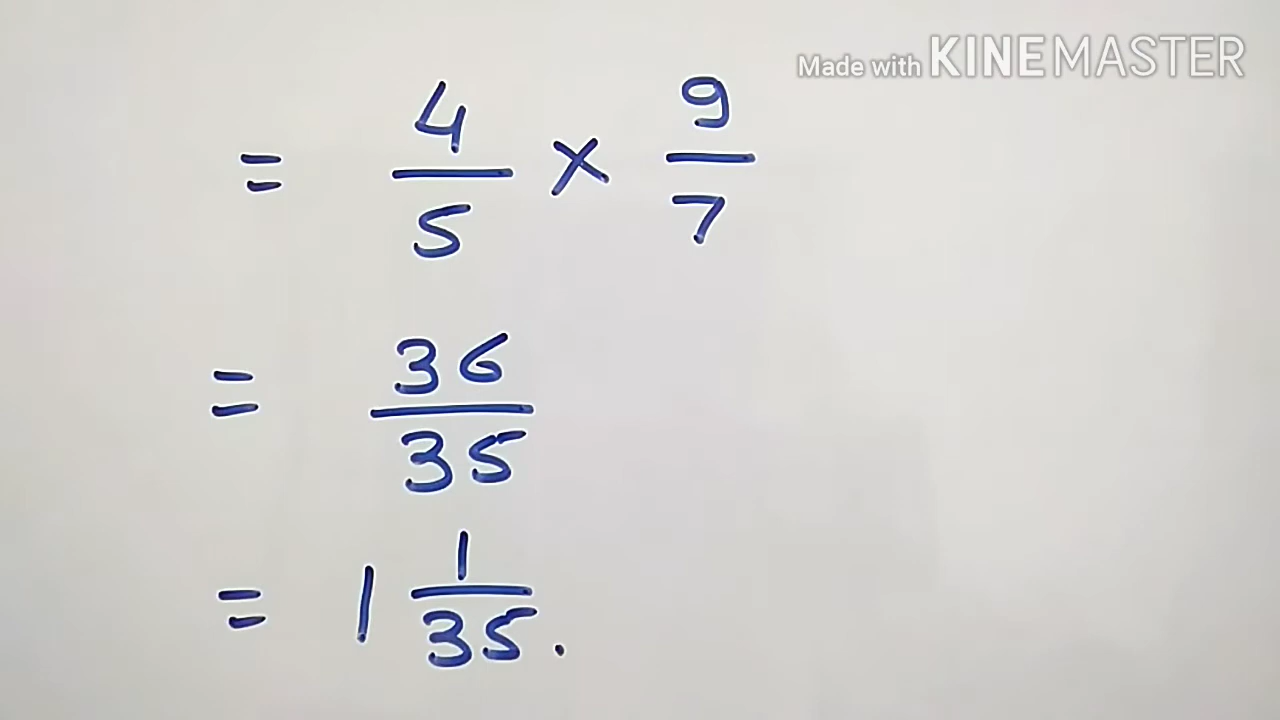 Made with KINEMASTER
= 4/5 × 9/7
= 36/35
= 1 1/35.